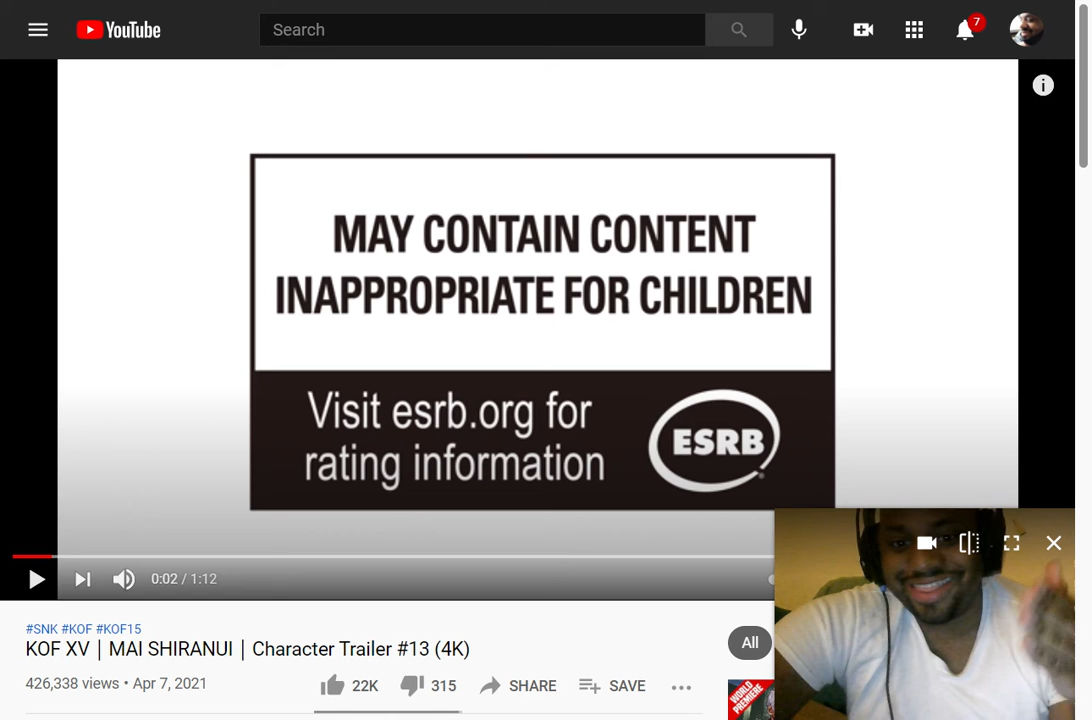 YouTube
Search
7
MAY CONTAIN CONTENT
INAPPROPRIATE FOR CHILDREN
Visit esrb.org for
rating information
ESRB
0:02 / 1:12
#SNK #KOF #KOF15
KOF XV | MAI SHIRANUI | Character Trailer #13 (4K)
426,338 views • Apr 7, 2021
22K
315
SHARE
SAVE
All
WORLD
PREMIERE